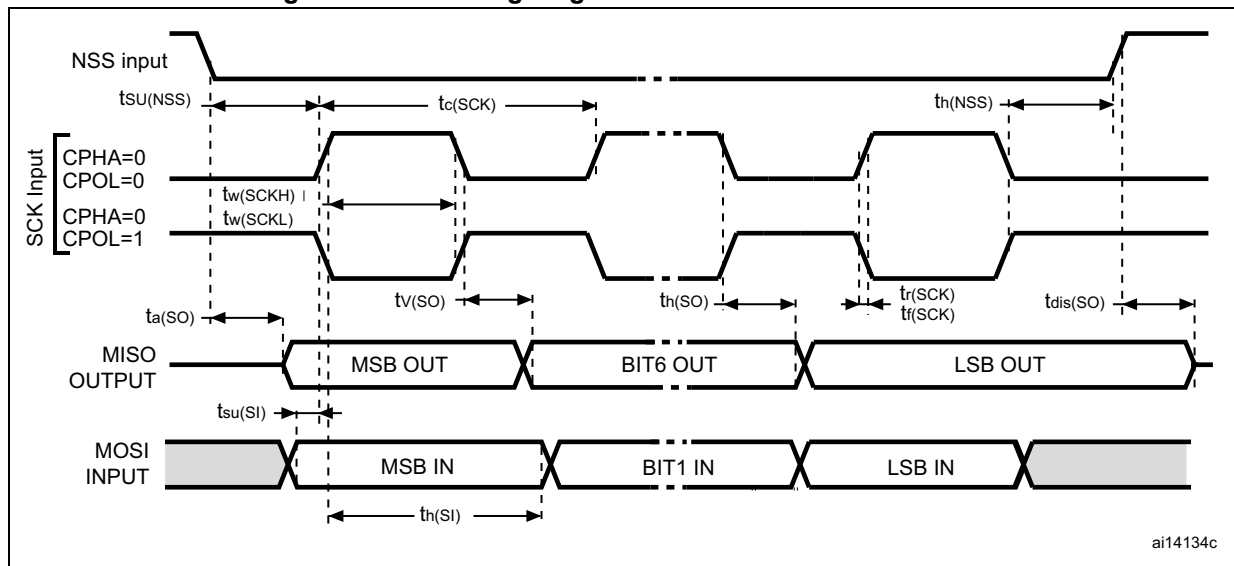 NSS input
tSU(NSS)
tc(SCK)
th(NSS)
SCK Input
CPHA=0
CPOL=0
tw(SCKH)
tw(SCKL)
CPHA=0
CPOL=1
ta(SO)
tV(SO)
th(SO)
tr(SCK)
tf(SCK)
tdis(SO)
MISO
OUTPUT
MSB OUT
BIT6 OUT
LSB OUT
tsu(SI)
MOSI
INPUT
MSB IN
BIT1 IN
LSB IN
th(SI)
ai14134c